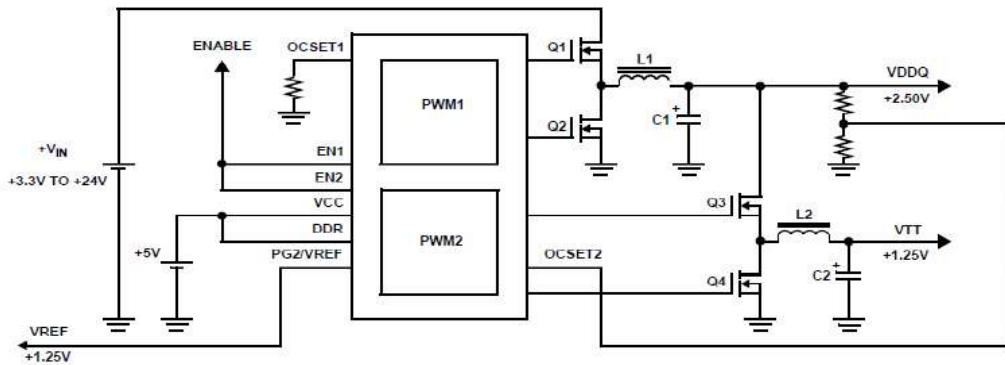 ENABLE
OCSET1
Q1
L1
VDDQ
+2.50V
PWM1
Q2
C1
+
+VIN
+3.3V TO +24V
EN1
EN2
VCC
DDR
PG2/VREF
PWM2
OCSET2
Q3
L2
VTT
+1.25V
+5V
Q4
C2
+
VREF
+1.25V